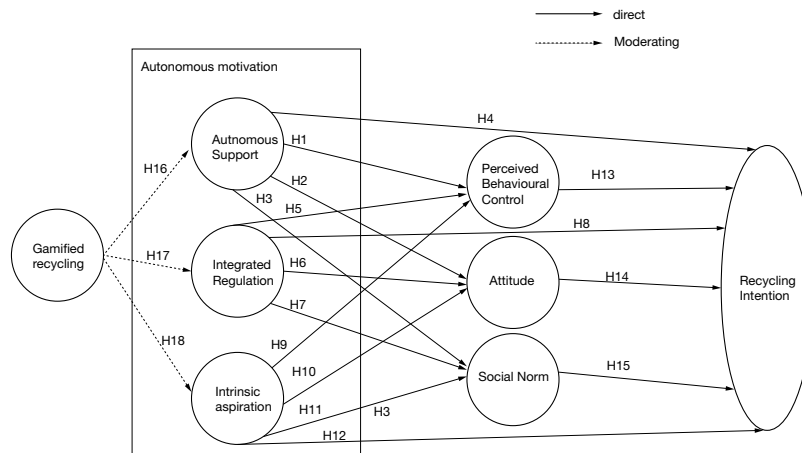 direct
Moderating
Autonomous motivation
Autnomous
Support
H4
H1
H2
H3
H16
Perceived
Behavioural
Control
H13
H5
H8
Gamified
recycling
H17
Integrated
Regulation
H6
H7
Attitude
H14
Recycling
Intention
H18
H9
H10
Intrinsic
aspiration
H11
H3
Social Norm
H15
H12